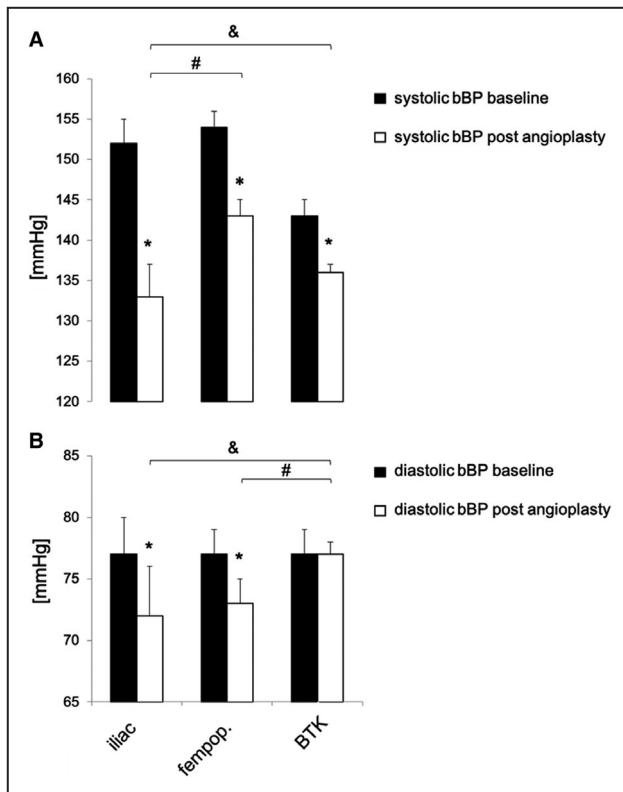 A
&
#
160
155
150
145
140
135
130
125
120
[mmHg]
*
*
*
systolic bBP baseline
systolic bBP post angioplasty
B
&
#
85
80
75
70
65
[mmHg]
*
*
diastolic bBP baseline
diastolic bBP post angioplasty
iliac
fempop.
BTK